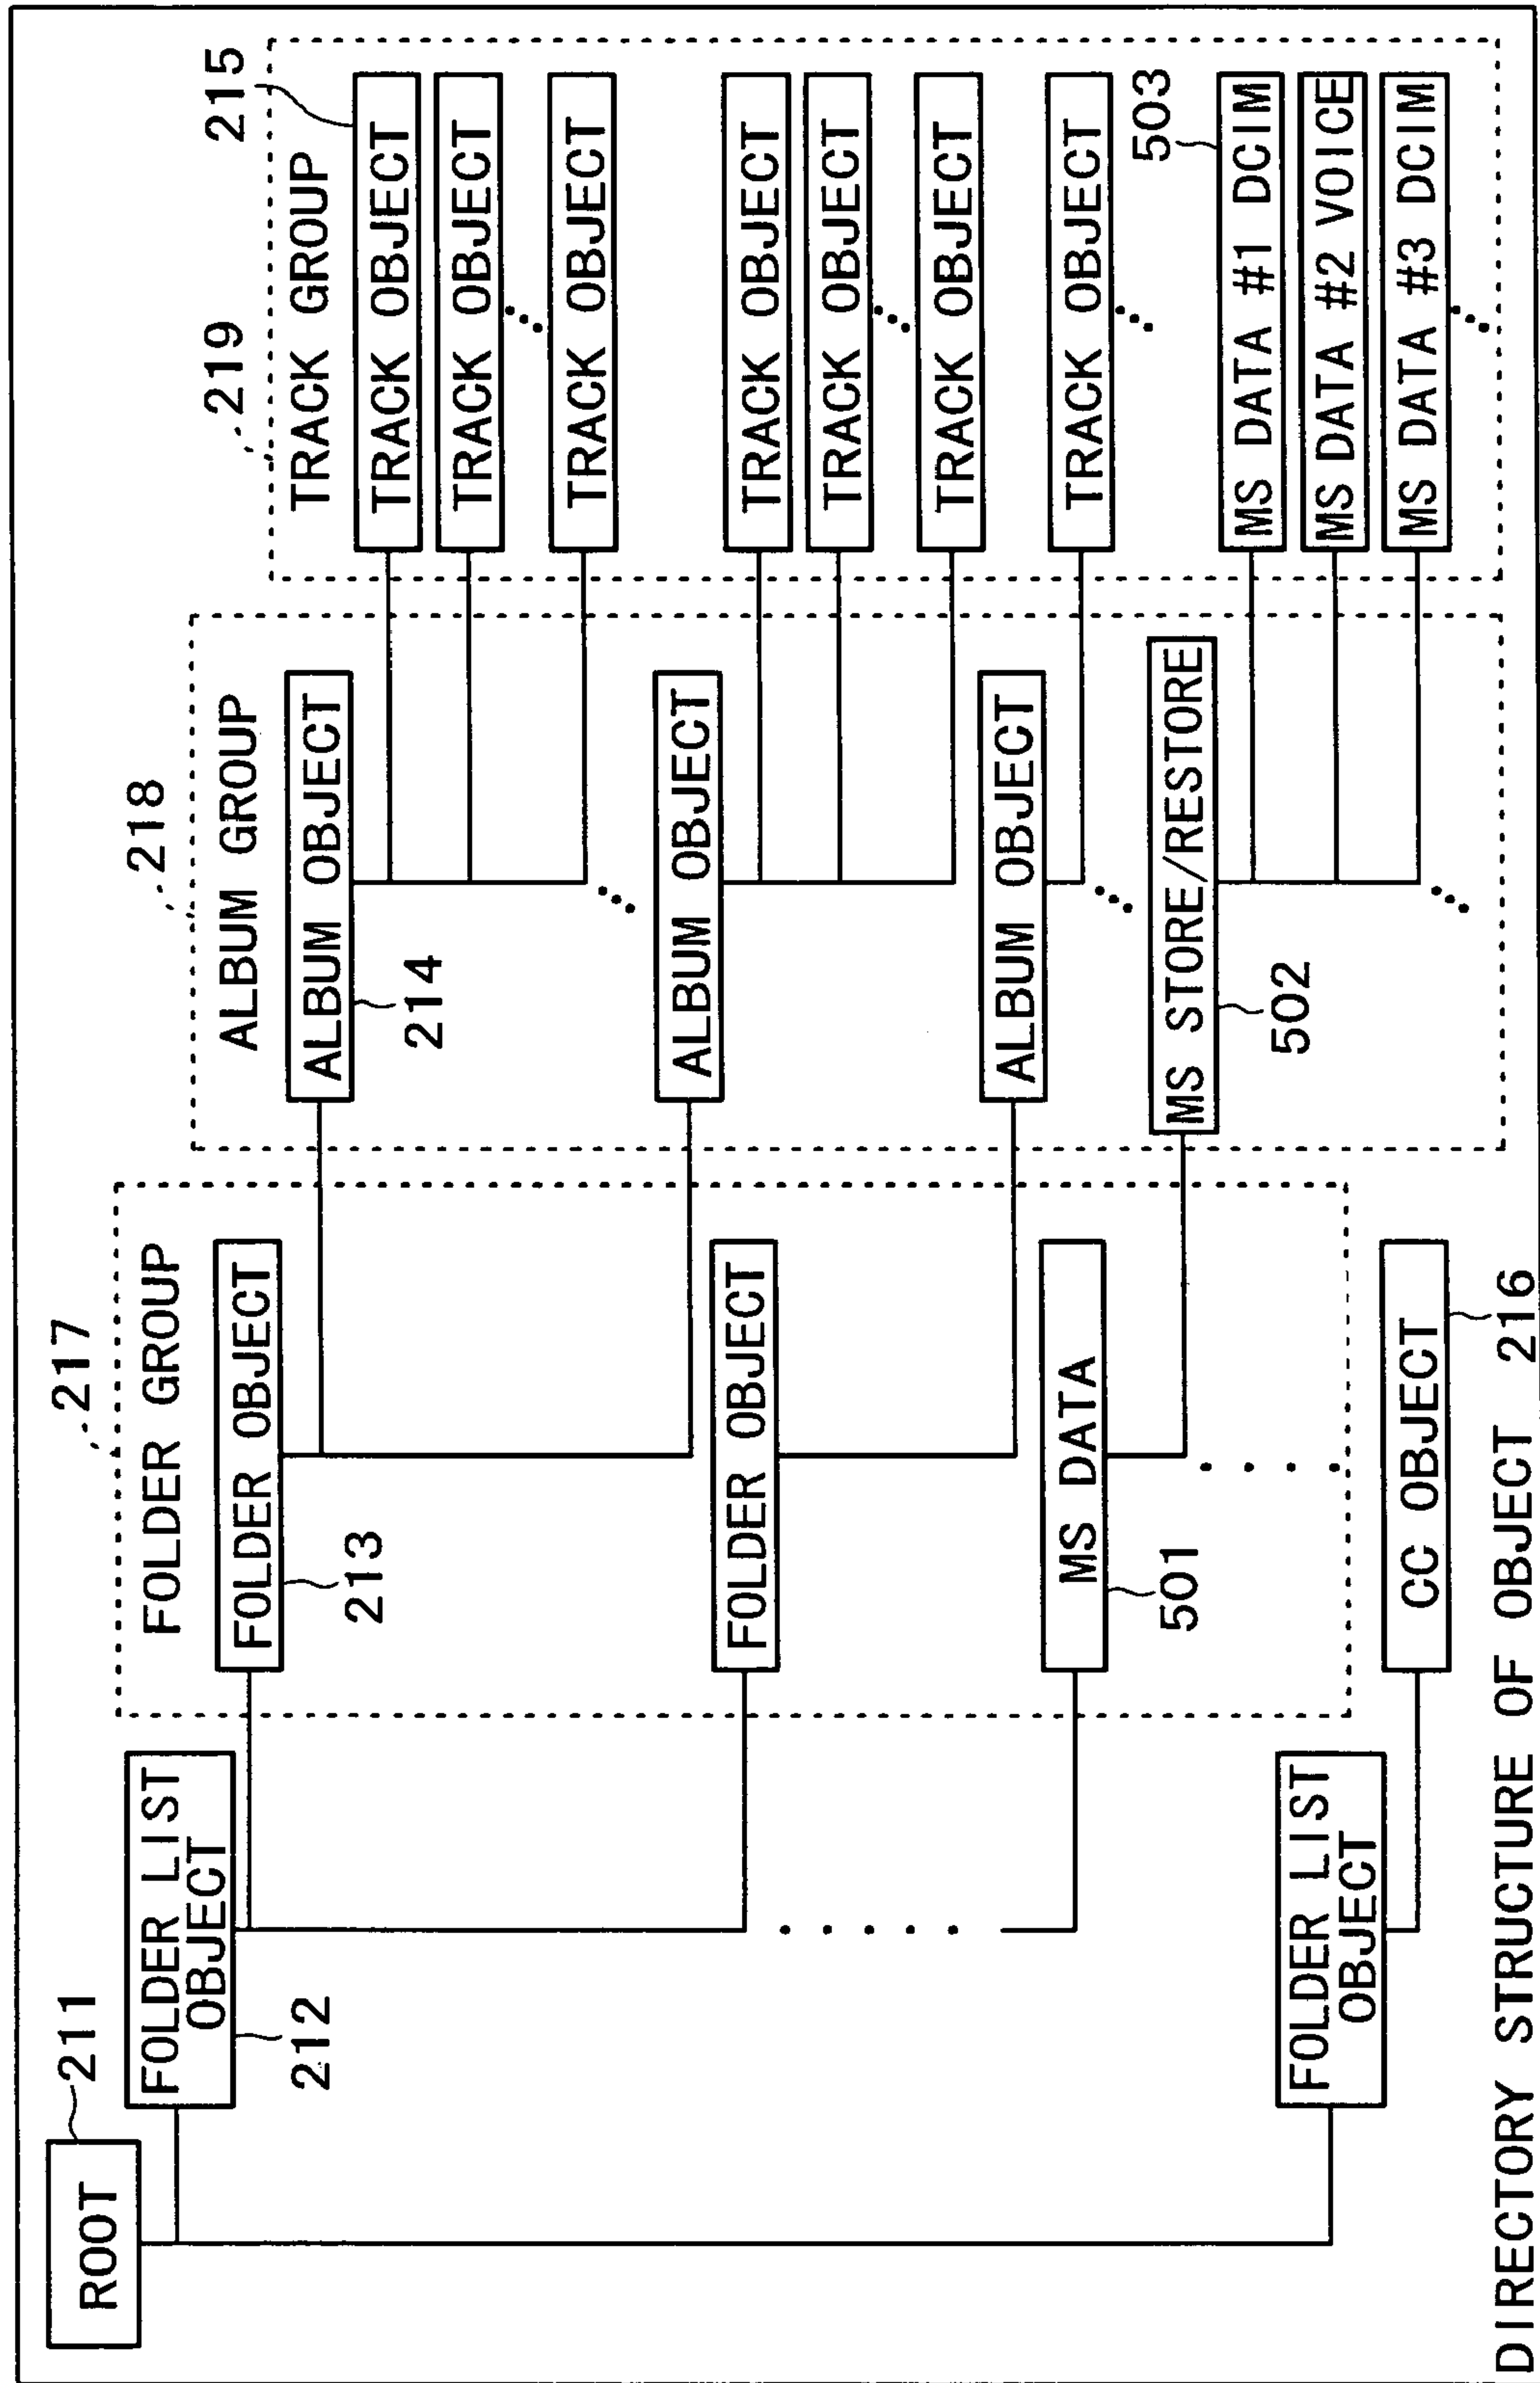 ROOT
211
FOLDER LIST
OBJECT
212
FOLDER LIST
OBJECT
217
FOLDER GROUP
FOLDER OBJECT
213
FOLDER OBJECT
MS DATA
501
CC OBJECT
216
218
ALBUM GROUP
ALBUM OBJECT
214
ALBUM OBJECT
ALBUM OBJECT
MS STORE/RESTORE
502
219
215
TRACK GROUP
TRACK OBJECT
TRACK OBJECT
TRACK OBJECT
TRACK OBJECT
TRACK OBJECT
TRACK OBJECT
TRACK OBJECT
503
MS DATA #1 DCIM
MS DATA #2 VOICE
MS DATA #3 DCIM
DIRECTORY STRUCTURE OF OBJECT